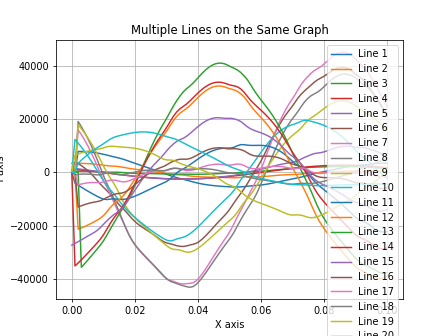 Multiple Lines on the Same Graph
40000
20000
0
−20000
−40000
0.00
0.02
0.04
0.06
X axis
Line 1
Line 2
Line 3
Line 4
Line 5
Line 6
Line 7
Line 8
Line 9
Line 10
Line 11
Line 12
Line 13
Line 14
Line 15
Line 16
Line 17
Line 18
Line 19
Line 20